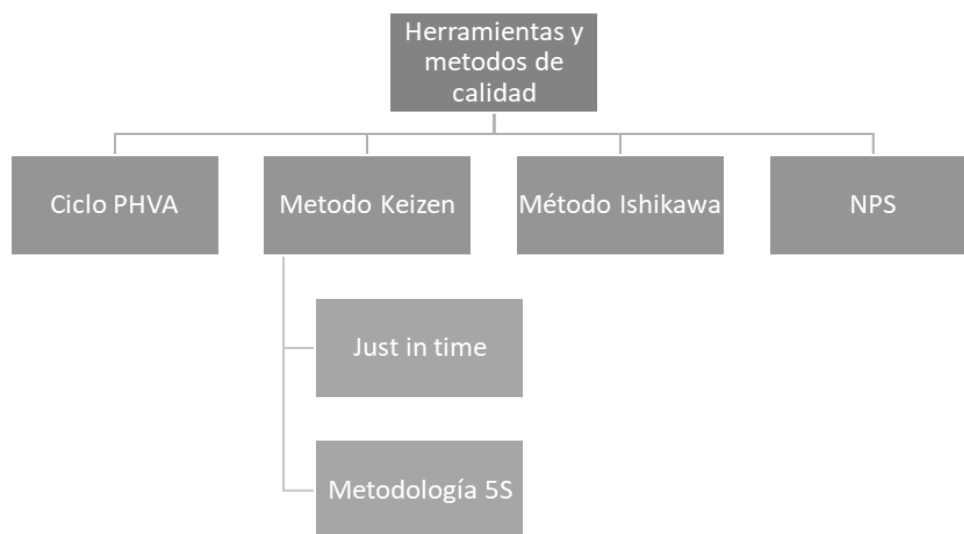 Herramientas y
metodos de
calidad
Ciclo PHVA
Metodo Keizen
Método Ishikawa
NPS
Just in time
Metodología 5S